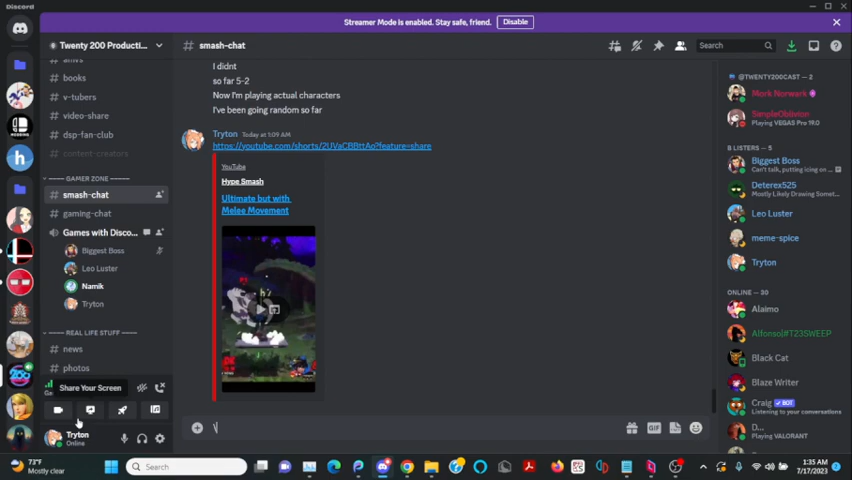 Streamer Mode is enabled. Stay safe, friend. Disable
Twenty 200 Producti...
smash-chat
Search
books
v-tubers
video-share
dsp-fan-club
content-creators
GAMER ZONE
smash-chat
gaming-chat
Games with Disco...
Biggest Boss
Leo Luster
Namik
Tryton
REAL LIFE STUFF
news
photos
Share Your Screen
Tryton
Online
I didnt
so far 5-2
Now I'm playing actual characters
I've been going random so far
Tryton Today at 1:09 AM
https://youtube.com/shorts/2UVaCBBttAo?feature=share
YouTube
Hype Smash
Ultimate but with
Melee Movement
\
GIF
@TWENTY200CAST — 2
Mork Norwark
SimpleOblivion
Playing VEGAS Pro 19.0
B LISTERS — 5
Biggest Boss
Can't talk, putting icing on ...
Deterex525
Mostly Likely Drawing Somet...
Leo Luster
meme-spice
Tryton
ONLINE — 30
Alaimo
Alfonsol#T23SWEEP
Black Cat
Blaze Writer
Craig BOT
Listening to your commands
D...
Playing VALORANT
73°F
Mostly clear
Search
1:35 AM
7/17/2023